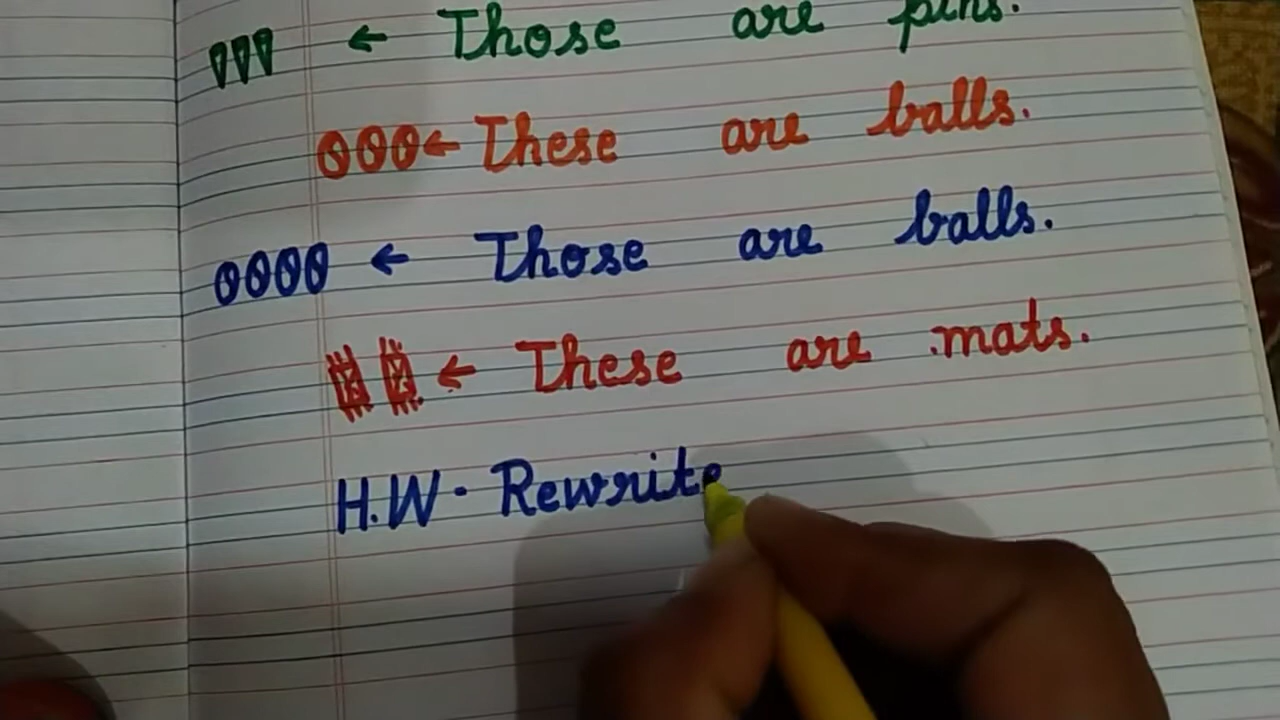 ← Those are pins.
← These are balls.
← Those are balls.
← These are mats.
H.W. Rewrite